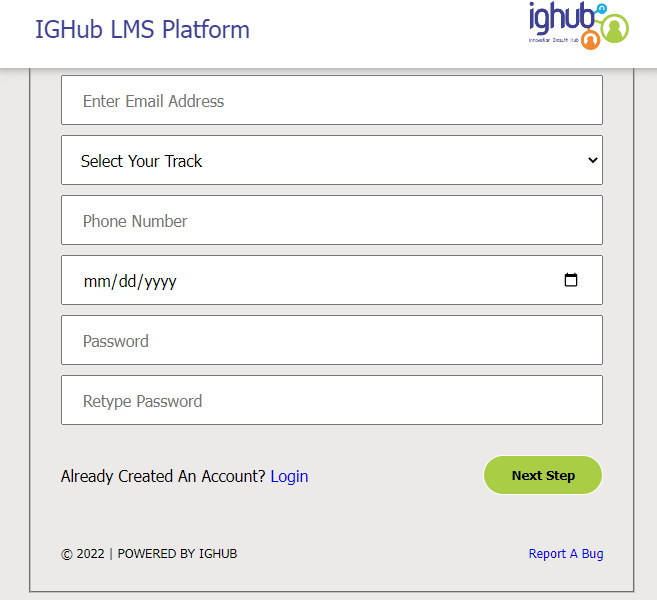 IGHub LMS Platform
ighub
Innovation Growth Hub
Enter Email Address
Select Your Track
Phone Number
mm/dd/yyyy
Password
Retype Password
Already Created An Account? Login
Next Step
© 2022 | POWERED BY IGHUB
Report A Bug